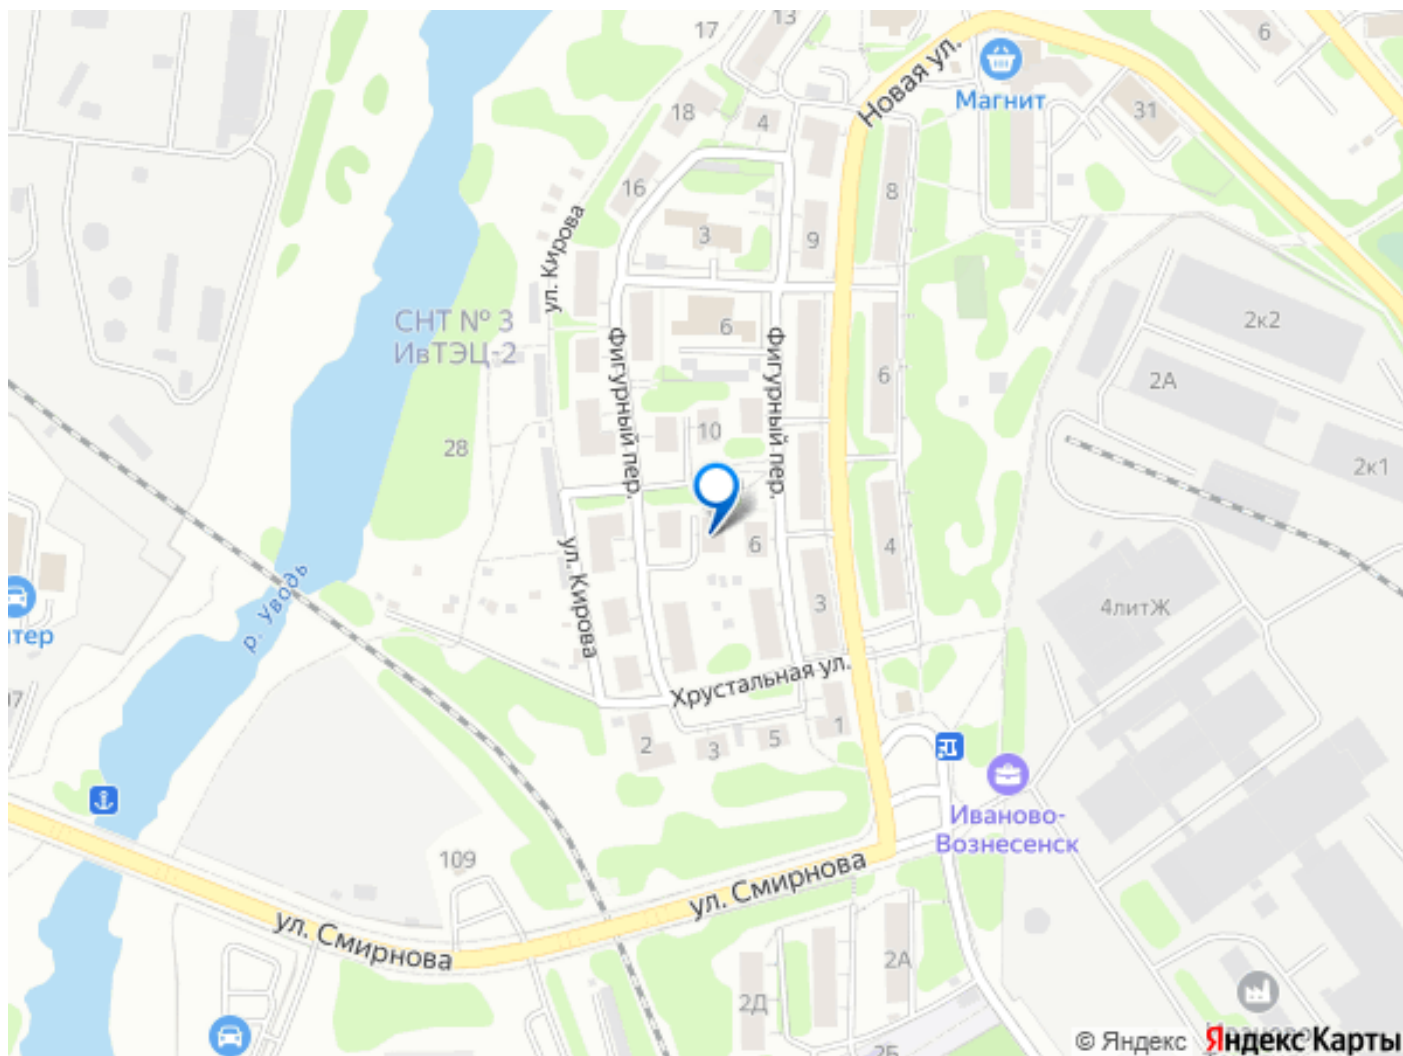 13
17
6
Новая ул.
Магнит
31
18
4
16
8
ул. Кирова
3
9
СНТ № 3
ИвТЭЦ-2
6
2к2
Фигурный пер.
Фигурный пер.
6
2А
10
28
2к1
6
4
ул. Кирова
р. Уводь
3
4литЖ
Хрустальная ул.
2
3
5
1
Иваново-
Вознесенск
109
ул. Смирнова
ул. Смирнова
2А
2Д
© Яндекс
Яндекс Карты